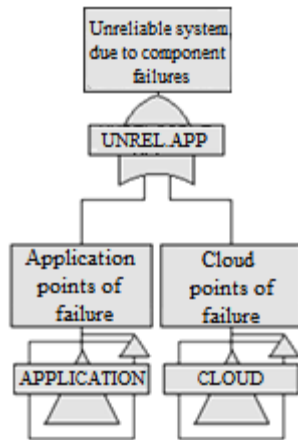 Unreliable system,
due to component
failures
UNREL.APP
Application
points of
failure
Cloud
points of
failure
APPLICATION
CLOUD